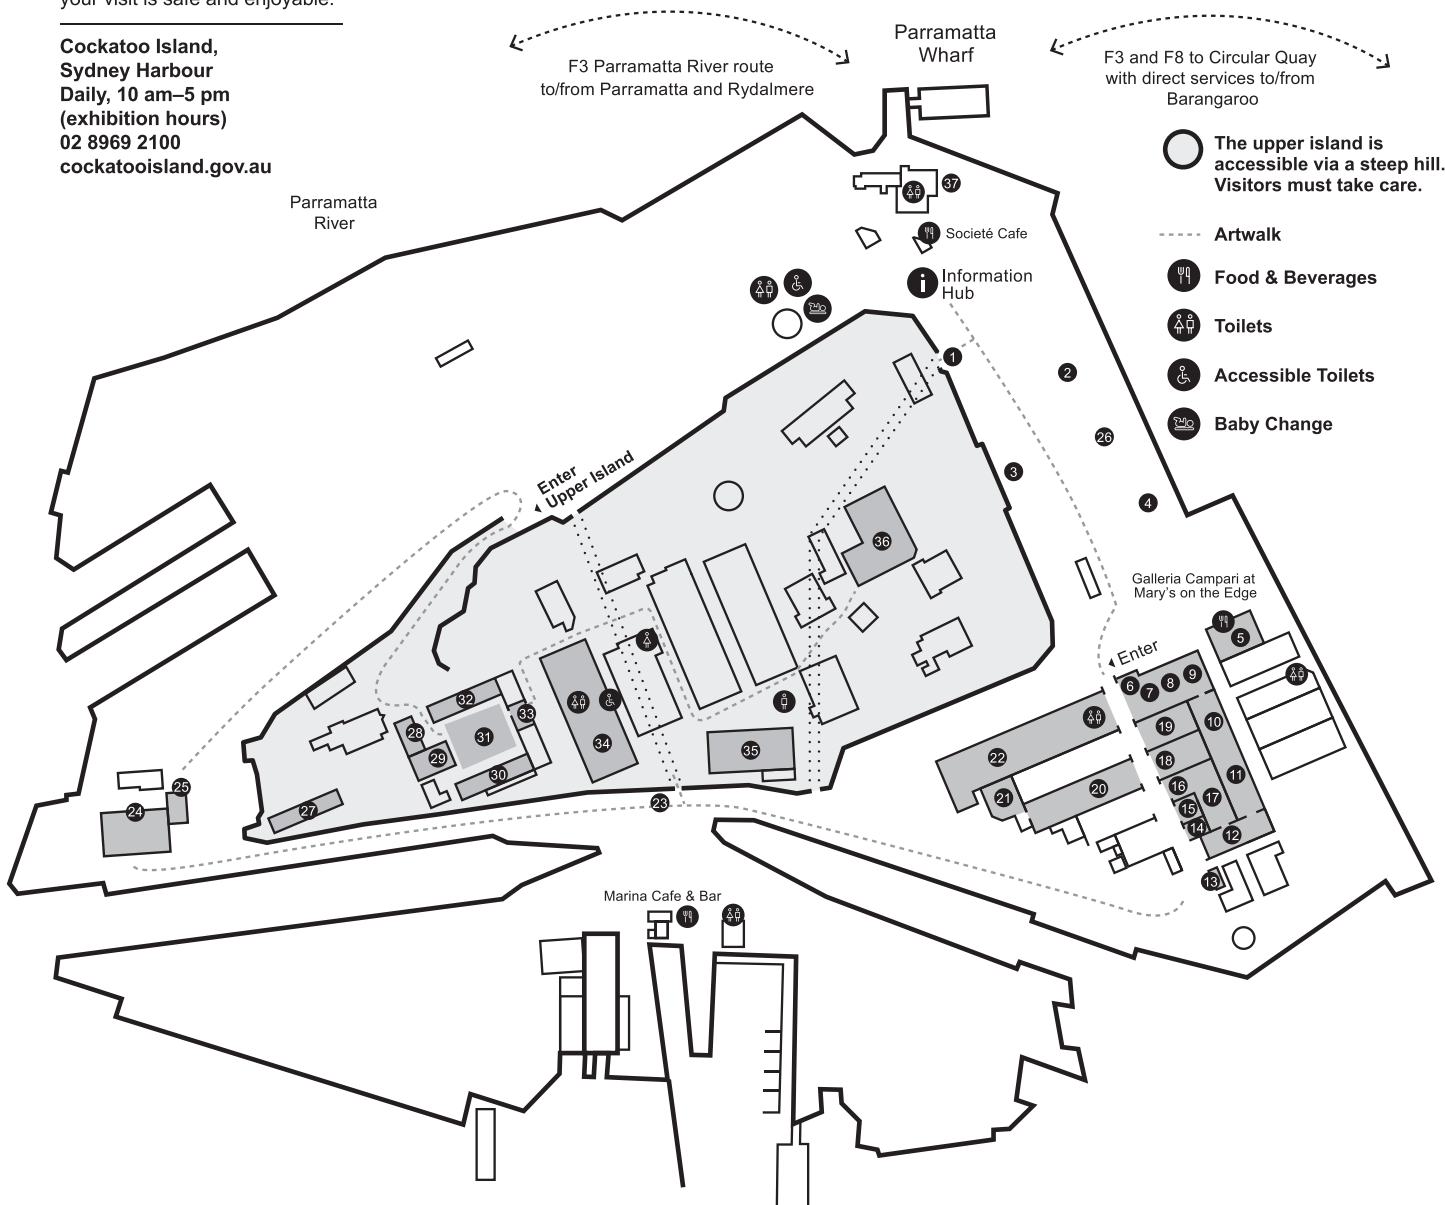 your visit is safe and enjoyable.
Cockatoo Island,
Sydney Harbour
Daily, 10 am–5 pm
(exhibition hours)
02 8969 2100
cockatooisland.gov.au
Parramatta
River
F3 Parramatta River route
to/from Parramatta and Rydalmere
Parramatta
Wharf
F3 and F8 to Circular Quay
with direct services to/from
Barangaroo
The upper island is
accessible via a steep hill.
Visitors must take care.
Artwalk
Food & Beverages
Toilets
Accessible Toilets
Baby Change
37
Societé Cafe
i Information
Hub
1
2
26
3
4
Enter
Upper Island
36
Galleria Campari at
Mary's on the Edge
5
Enter
6
7
8
9
10
19
18
11
16
17
15
14
12
13
22
21
20
32
33
28
31
29
30
34
35
27
23
25
24
Marina Cafe & Bar